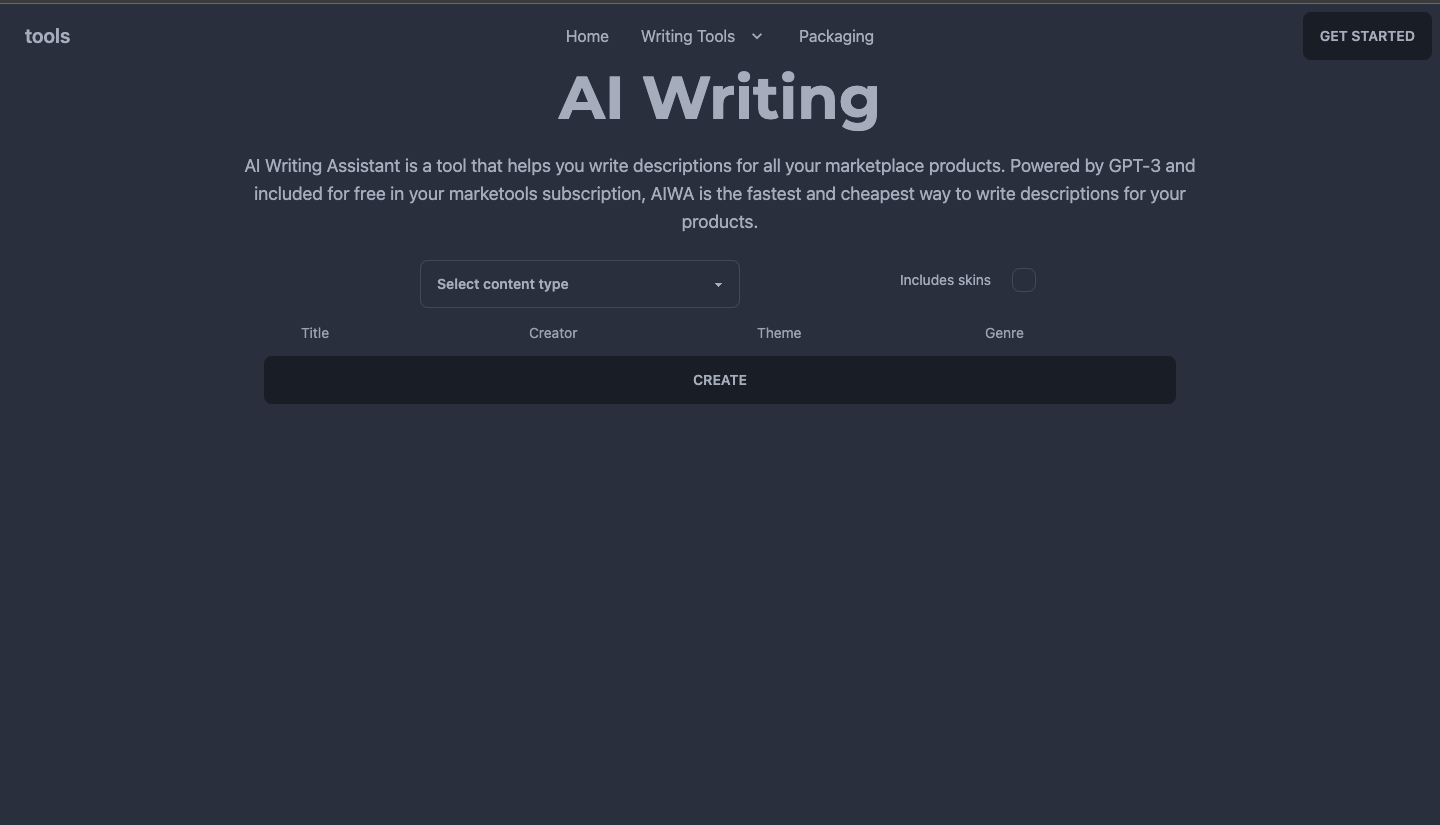 tools
Home Writing Tools Packaging
GET STARTED
AI Writing
AI Writing Assistant is a tool that helps you write descriptions for all your marketplace products. Powered by GPT-3 and
included for free in your marketools subscription, AIWA is the fastest and cheapest way to write descriptions for your
products.
Select content type
Includes skins
Title Creator Theme Genre
CREATE